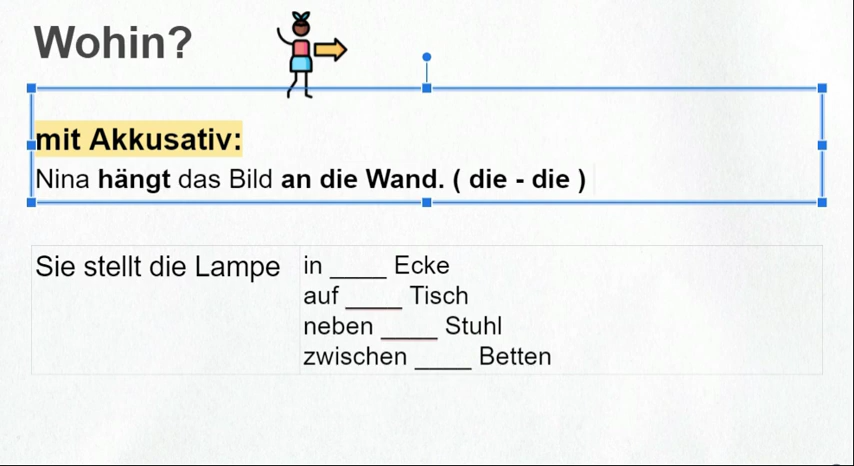 Wohin?
mit Akkusativ:
Nina hängt das Bild an die Wand. ( die - die )
Sie stellt die Lampe
in ____ Ecke
auf ____ Tisch
neben ____ Stuhl
zwischen ____ Betten